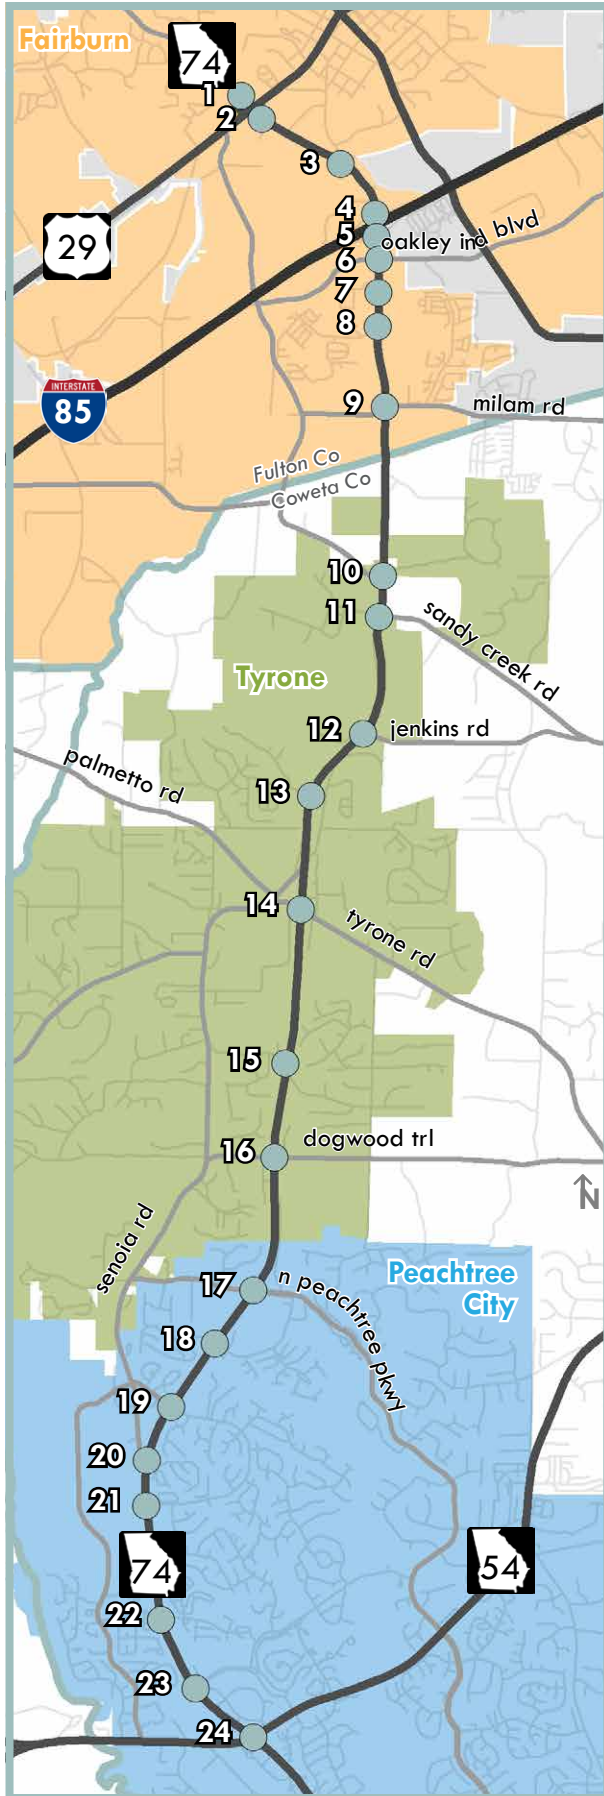 Fairburn
74
1
2
3
29
4
5
oakley ind blvd
6
7
8
INTERSTATE
85
9
milam rd
Fulton Co
Coweta Co
10
11
sandy creek rd
Tyrone
12
jenkins rd
palmetto rd
13
14
tyrone rd
15
16
dogwood trl
N
senoia rd
17
n peachtree pkwy
Peachtree
City
18
19
20
21
74
54
22
23
24